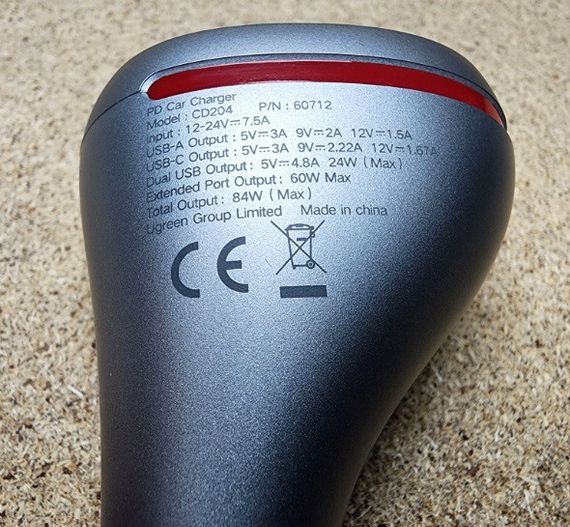 PD Car Charger
Model : CD204 P/N : 60712
Input : 12-24V⎓7.5A
USB-A Output : 5V⎓3A 9V⎓2A 12V⎓1.5A
USB-C Output : 5V⎓3A 9V⎓2.22A 12V⎓1.67A
Dual USB Output : 5V⎓4.8A 24W (Max)
Extended Port Output : 60W Max
Total Output : 84W (Max)
Ugreen Group Limited Made in china
CE